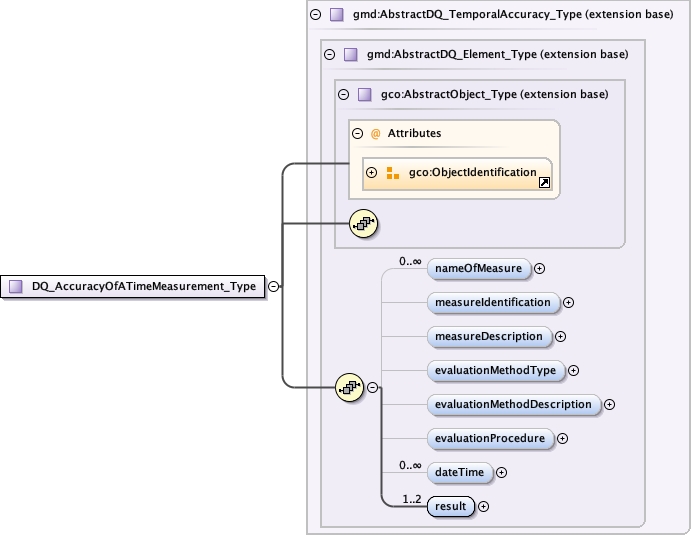 gmd:AbstractDQ_TemporalAccuracy_Type (extension base)
gmd:AbstractDQ_Element_Type (extension base)
gco:AbstractObject_Type (extension base)
@ Attributes
gco:ObjectIdentification
DQ_AccuracyOfATimeMeasurement_Type
0..∞
nameOfMeasure
measureIdentification
measureDescription
evaluationMethodType
evaluationMethodDescription
evaluationProcedure
0..∞
dateTime
1..2
result